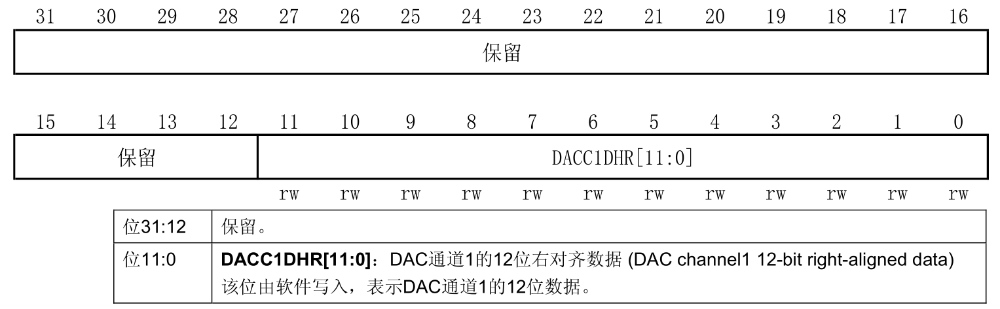 31 30 29 28 27 26 25 24 23 22 21 20 19 18 17 16
保留
15 14 13 12 11 10 9 8 7 6 5 4 3 2 1 0
保留 DACC1DHR[11:0]
rw rw rw rw rw rw rw rw rw rw rw rw
位31:12 保留。
位11:0 DACC1DHR[11:0]：DAC通道1的12位右对齐数据 (DAC channel1 12-bit right-aligned data)
该位由软件写入，表示DAC通道1的12位数据。